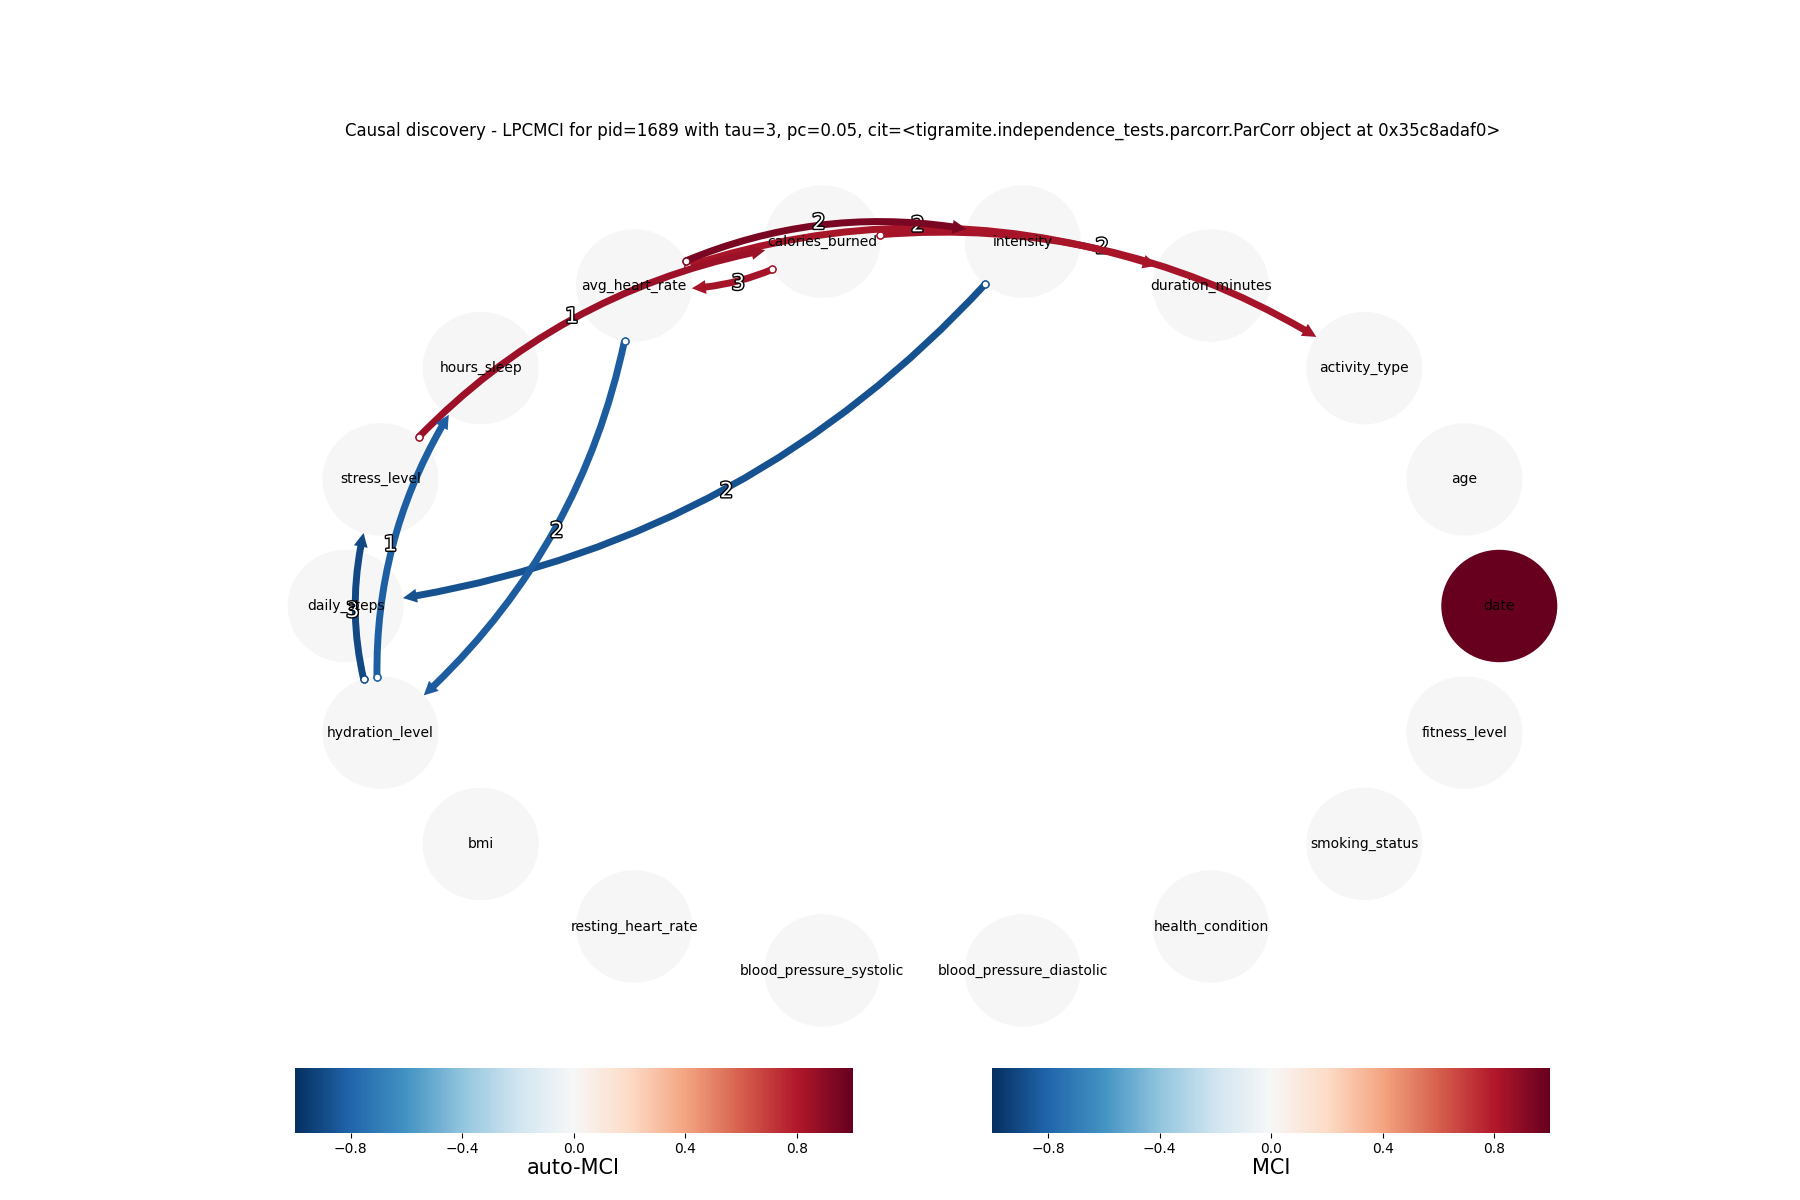 Causal discovery - LPCMCI for pid=1689 with tau=3, pc=0.05, cit=<tigramite.independence_tests.parcorr.ParCorr object at 0x35c8adaf0>
2
2
calories_burned
intensity
2
avg_heart_rate
3
duration_minutes
1
hours_sleep
activity_type
stress_level
age
2
2
1
daily_steps
3
date
hydration_level
fitness_level
bmi
smoking_status
resting_heart_rate
health_condition
blood_pressure_systolic
blood_pressure_diastolic
−0.8 −0.4 0.0 0.4 0.8
auto-MCI
−0.8 −0.4 0.0 0.4 0.8
MCI